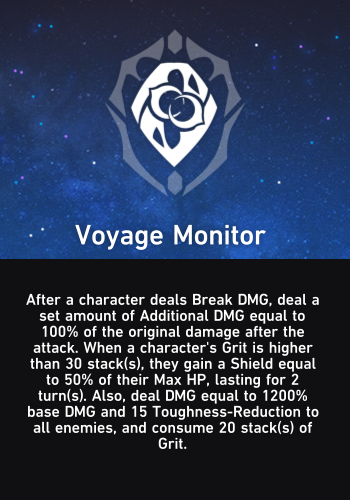 Voyage Monitor
After a character deals Break DMG, deal a
set amount of Additional DMG equal to
100% of the original damage after the
attack. When a character's Grit is higher
than 30 stack(s), they gain a Shield equal
to 50% of their Max HP, lasting for 2
turn(s). Also, deal DMG equal to 1200%
base DMG and 15 Toughness-Reduction to
all enemies, and consume 20 stack(s) of
Grit.